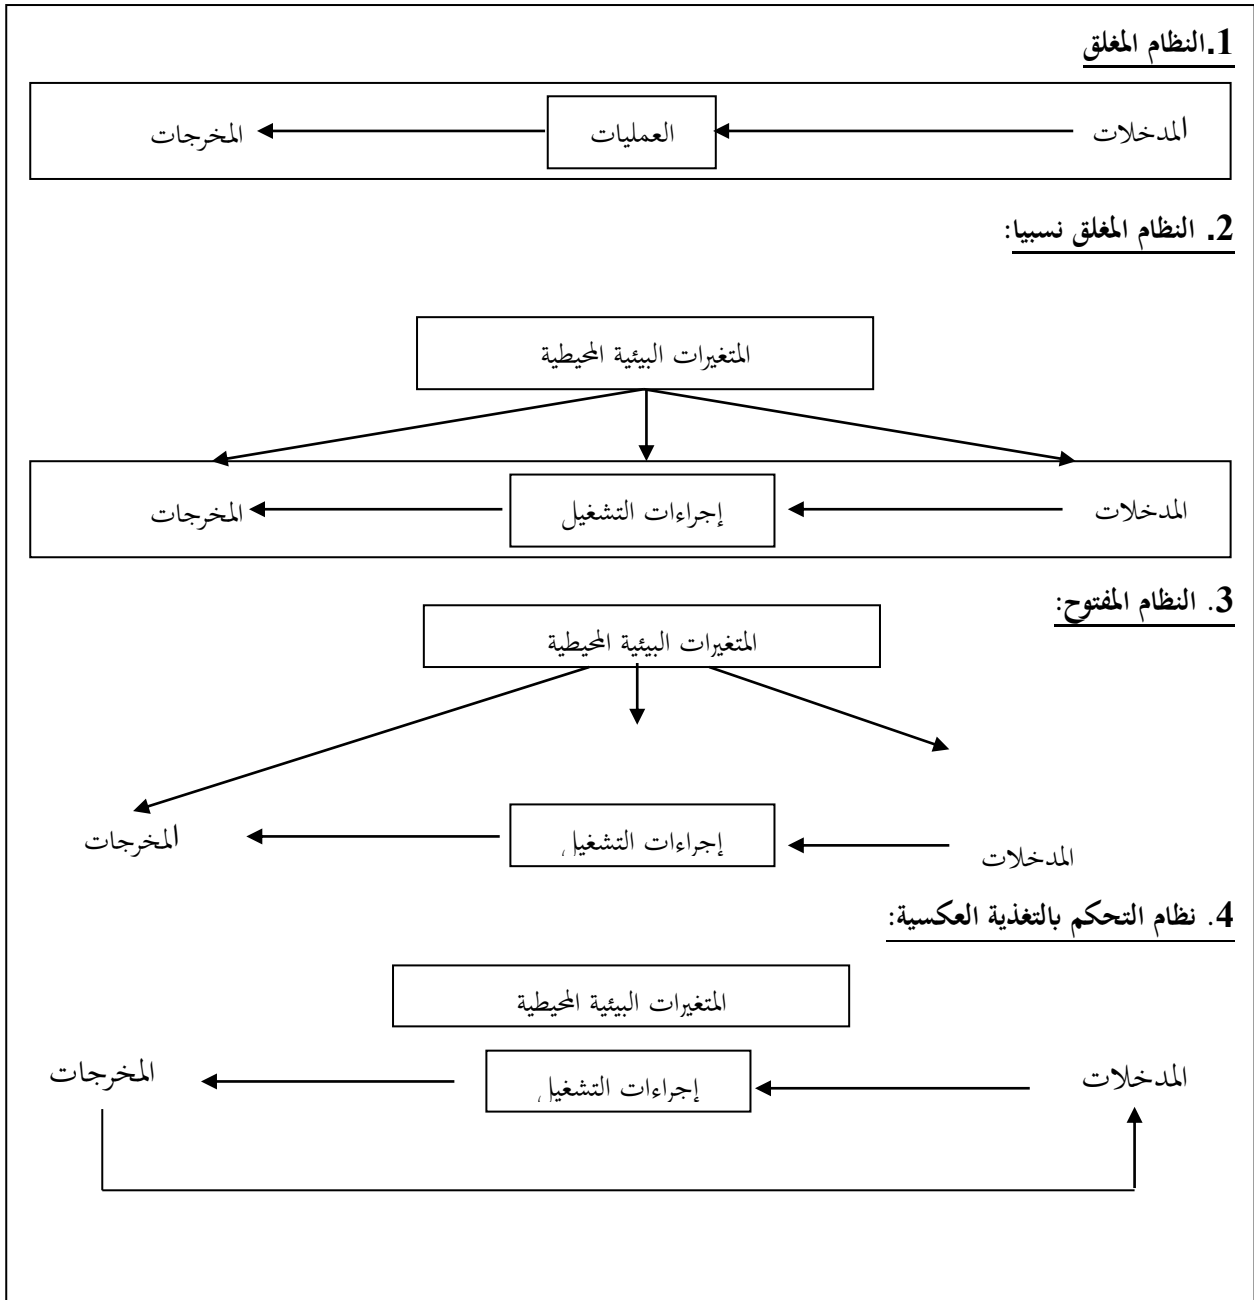 1.النظام المغلق
المدخلات العمليات المخرجات
2. النظام المغلق نسبيا:
المتغيرات البيئية المحيطية
المدخلات إجراءات التشغيل المخرجات
3. النظام المفتوح:
المتغيرات البيئية المحيطية
المدخلات إجراءات التشغيل المخرجات
4. نظام التحكم بالتغذية العكسية:
المتغيرات البيئية المحيطية
المدخلات إجراءات التشغيل المخرجات